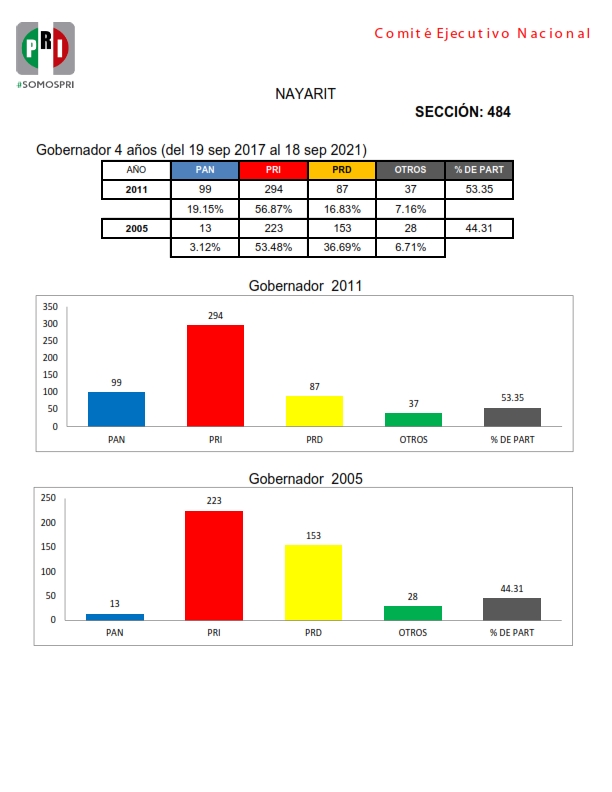 Comité Ejecutivo Nacional
PRI
#SOMOSPRI
NAYARIT
SECCIÓN: 484
Gobernador 4 años (del 19 sep 2017 al 18 sep 2021)
AÑO PAN PRI PRD OTROS % DE PART
2011 99 294 87 37 53.35
19.15% 56.87% 16.83% 7.16%
2005 13 223 153 28 44.31
3.12% 53.48% 36.69% 6.71%
Gobernador 2011
350
300
250
200
150
100
50
0
99
294
87
37
53.35
PAN PRI PRD OTROS % DE PART
Gobernador 2005
250
200
150
100
50
0
13
223
153
28
44.31
PAN PRI PRD OTROS % DE PART